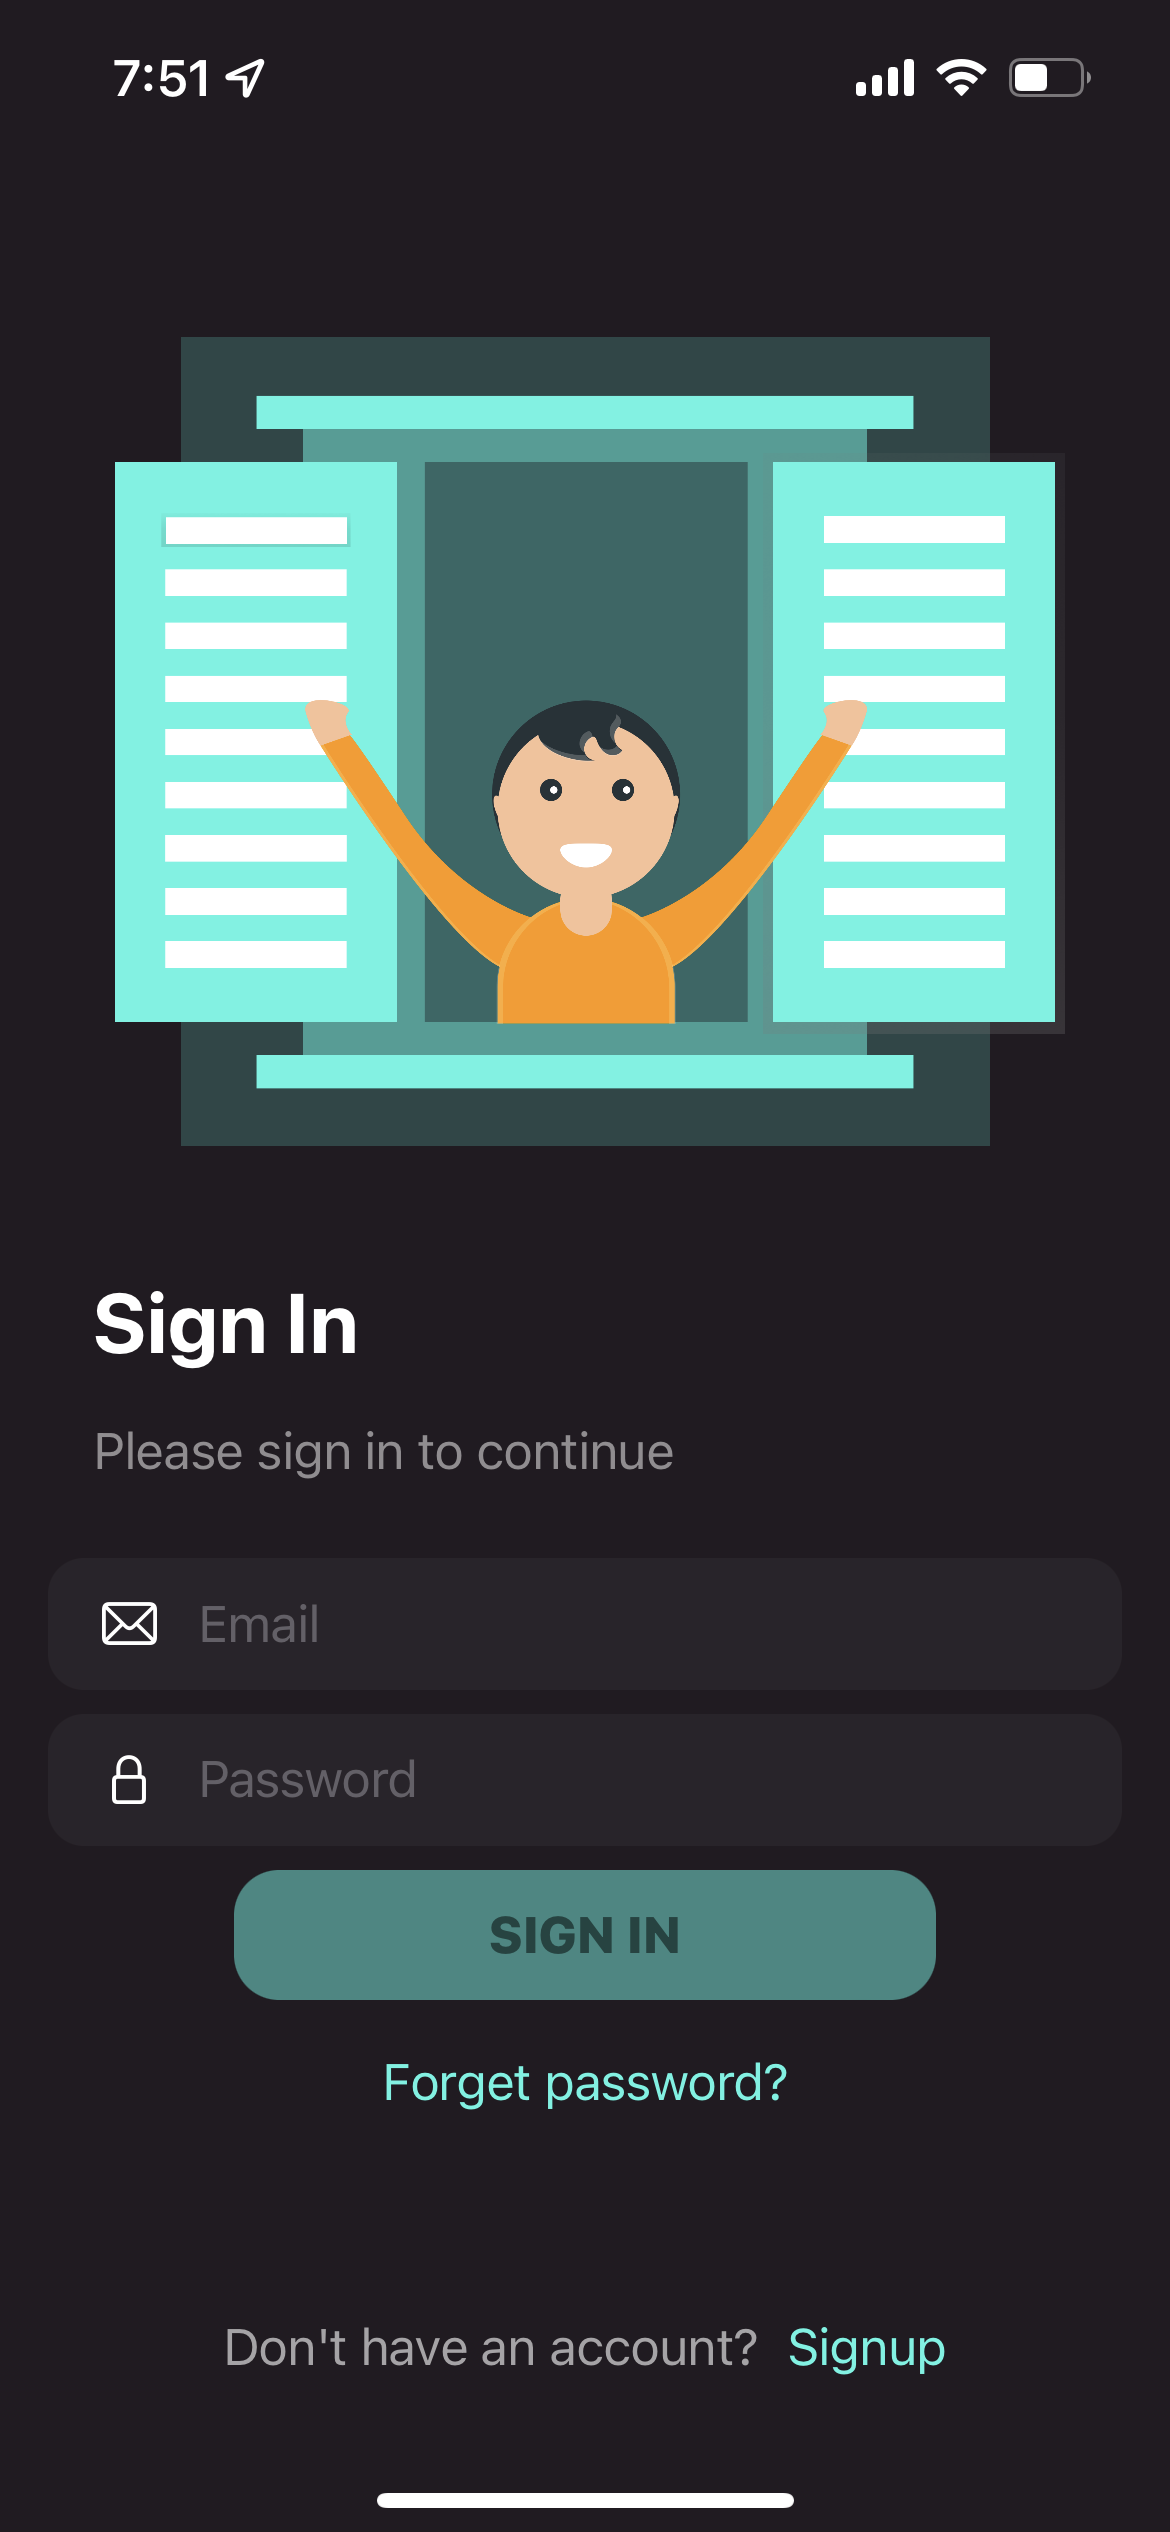 7:51
Sign In
Please sign in to continue
Email
Password
SIGN IN
Forget password?
Don't have an account? Signup